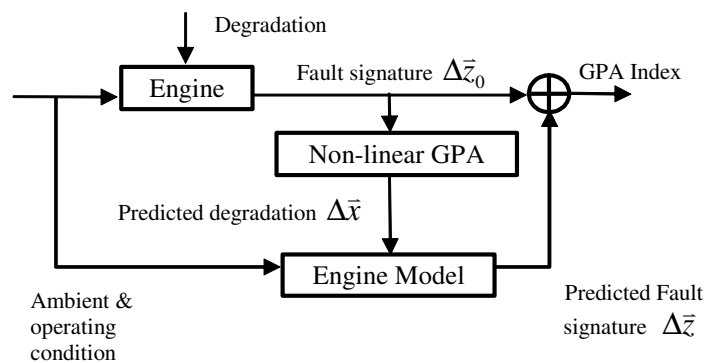 Degradation
Engine
Fault signature Δz̄₀
GPA Index
Non-linear GPA
Predicted degradation Δx̄
Engine Model
Ambient &
operating
condition
Predicted Fault
signature Δz̄